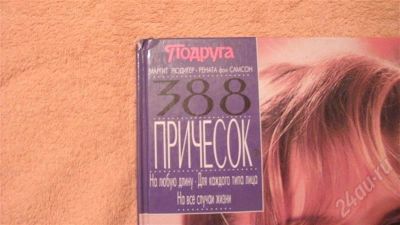 Подруга
МАРГИТ РЮДИГЕР · РЕНАТА фон САМСОН
388
ПРИЧЕСОК
На любую длину · Для каждого типа лица
На все случаи жизни
24au.ru